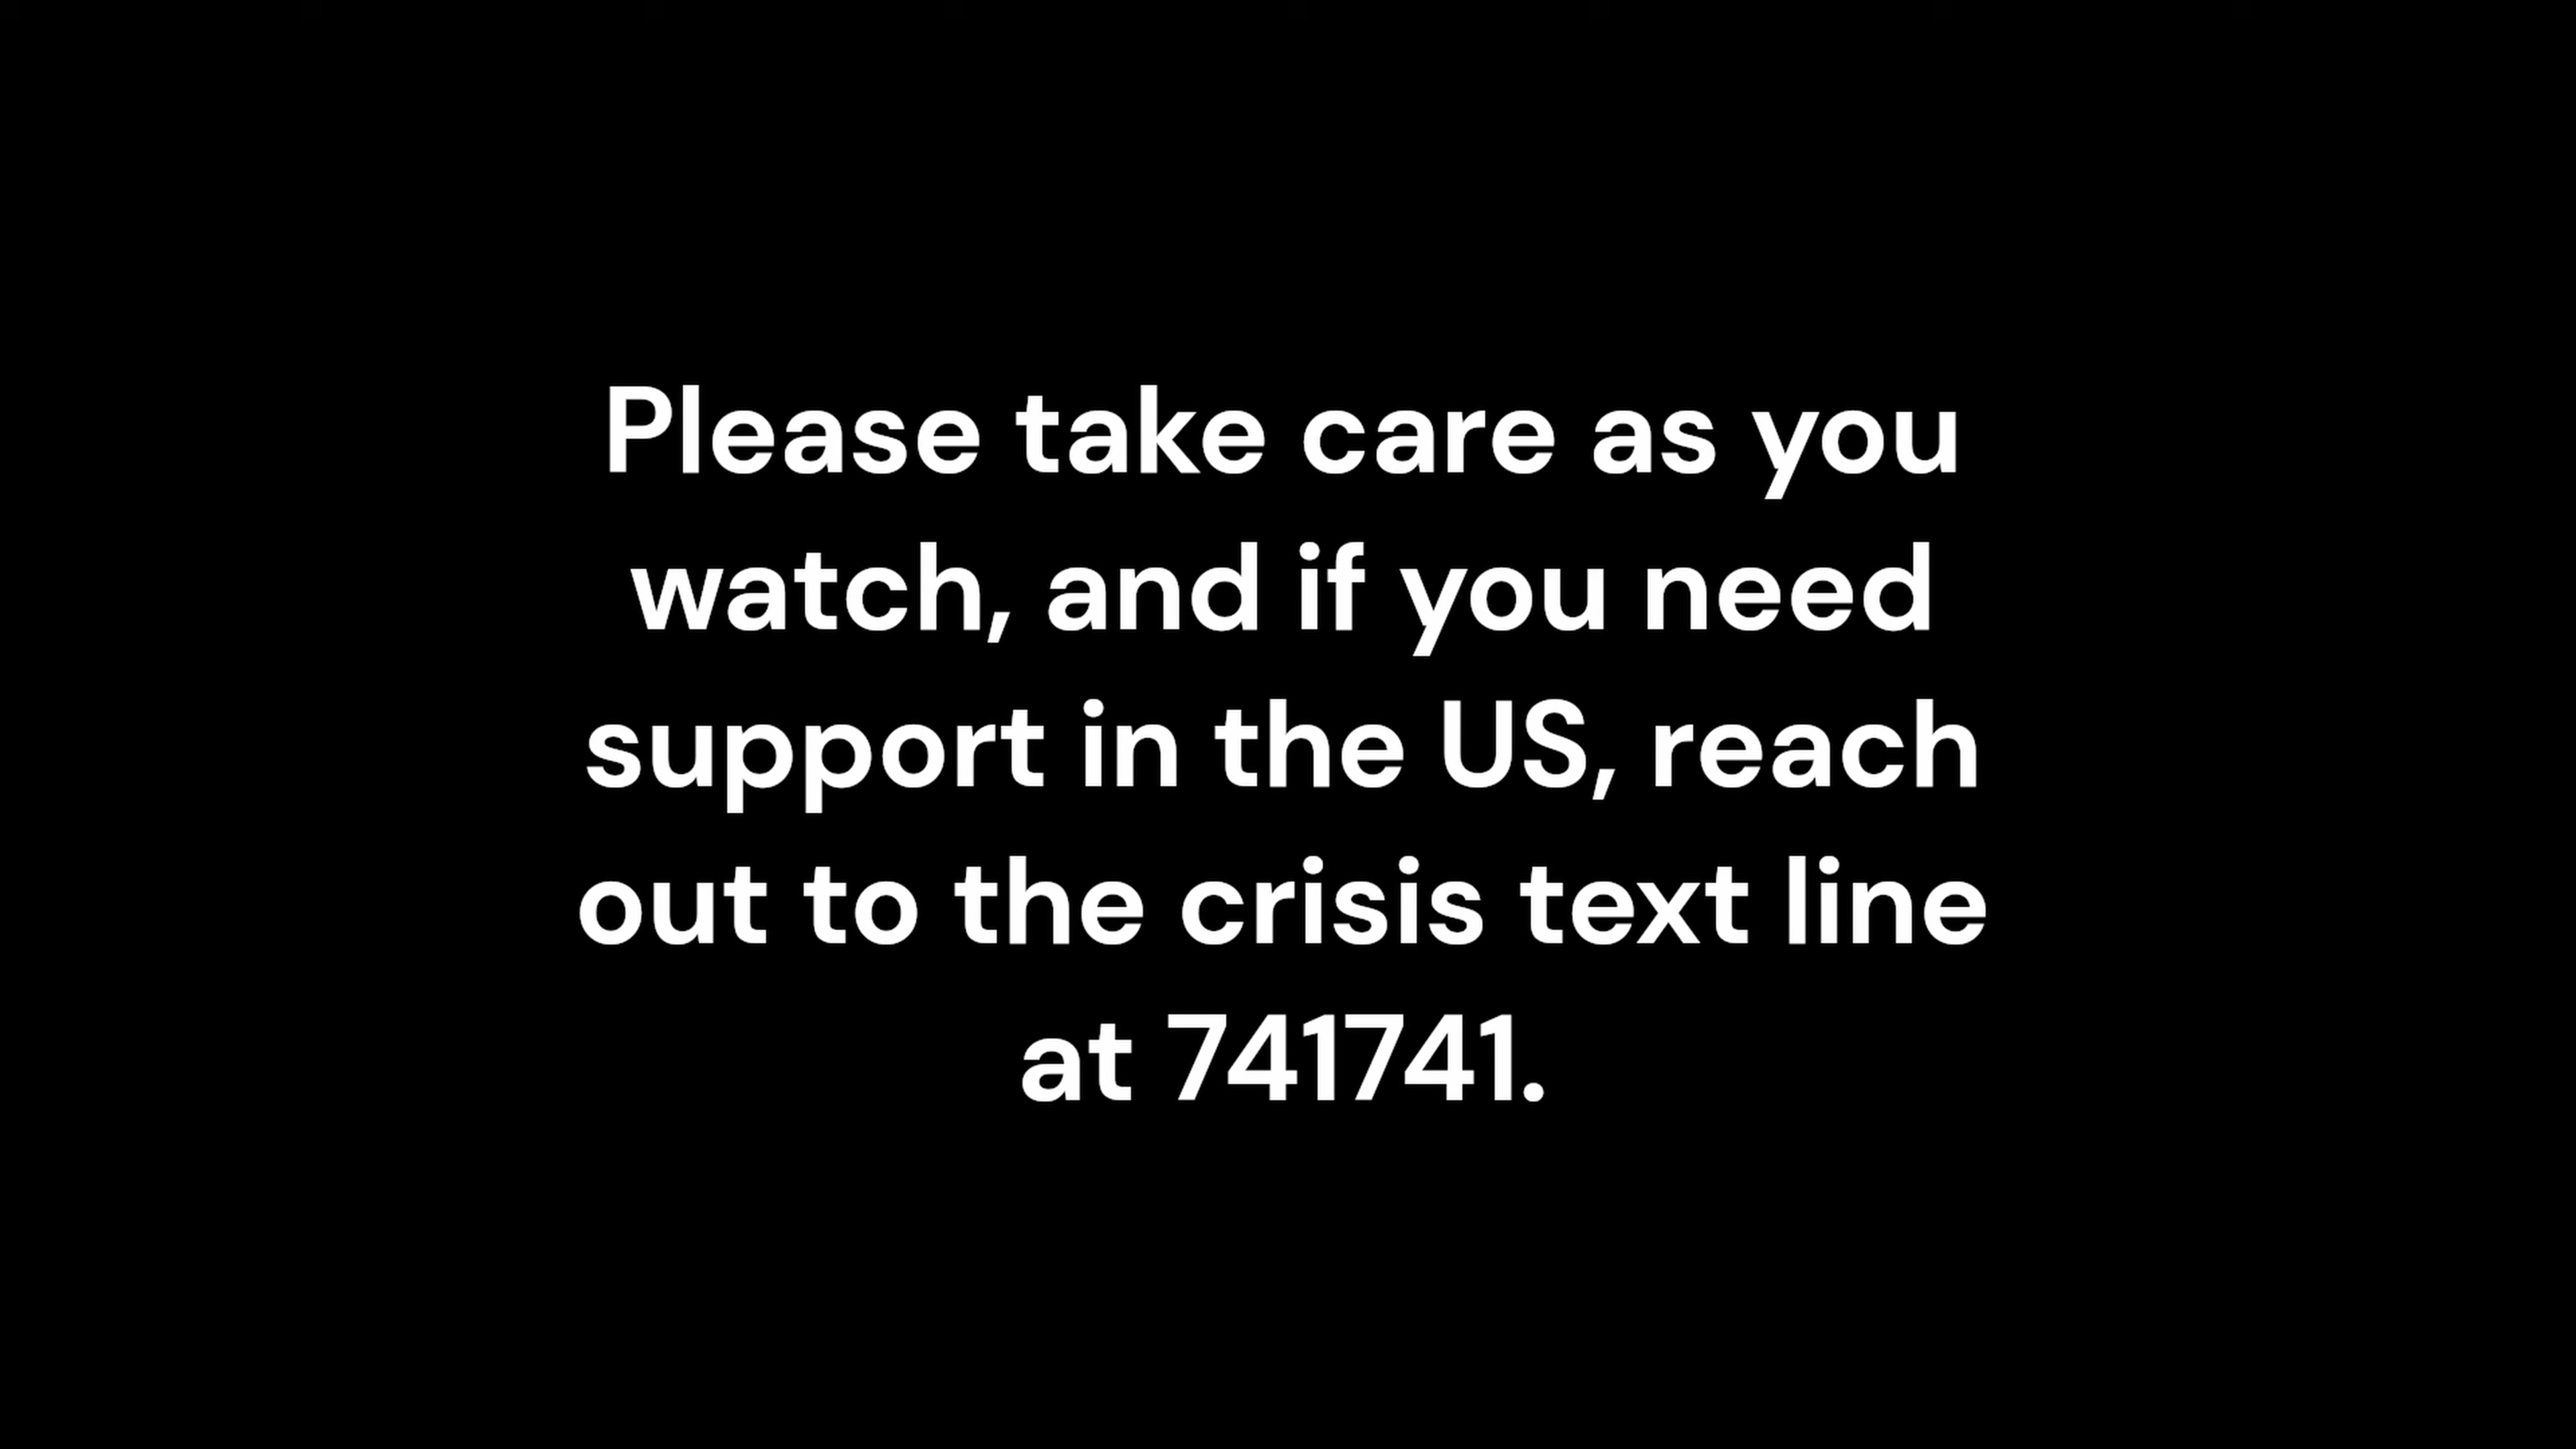 Please take care as you
watch, and if you need
support in the US, reach
out to the crisis text line
at 741741.